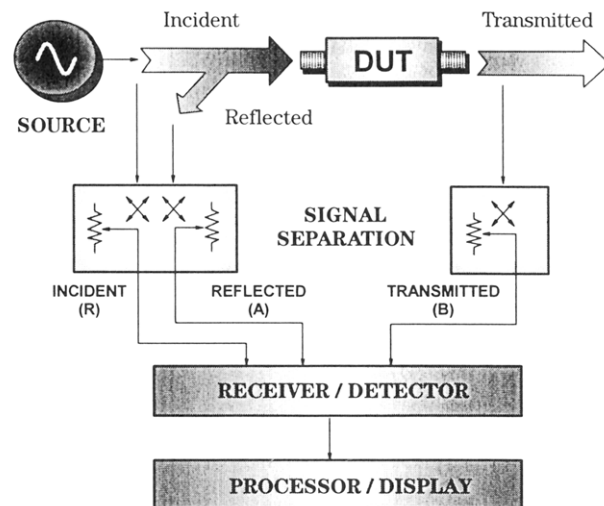 Incident
Transmitted
DUT
SOURCE
Reflected
SIGNAL
SEPARATION
INCIDENT
(R)
REFLECTED
(A)
TRANSMITTED
(B)
RECEIVER / DETECTOR
PROCESSOR / DISPLAY